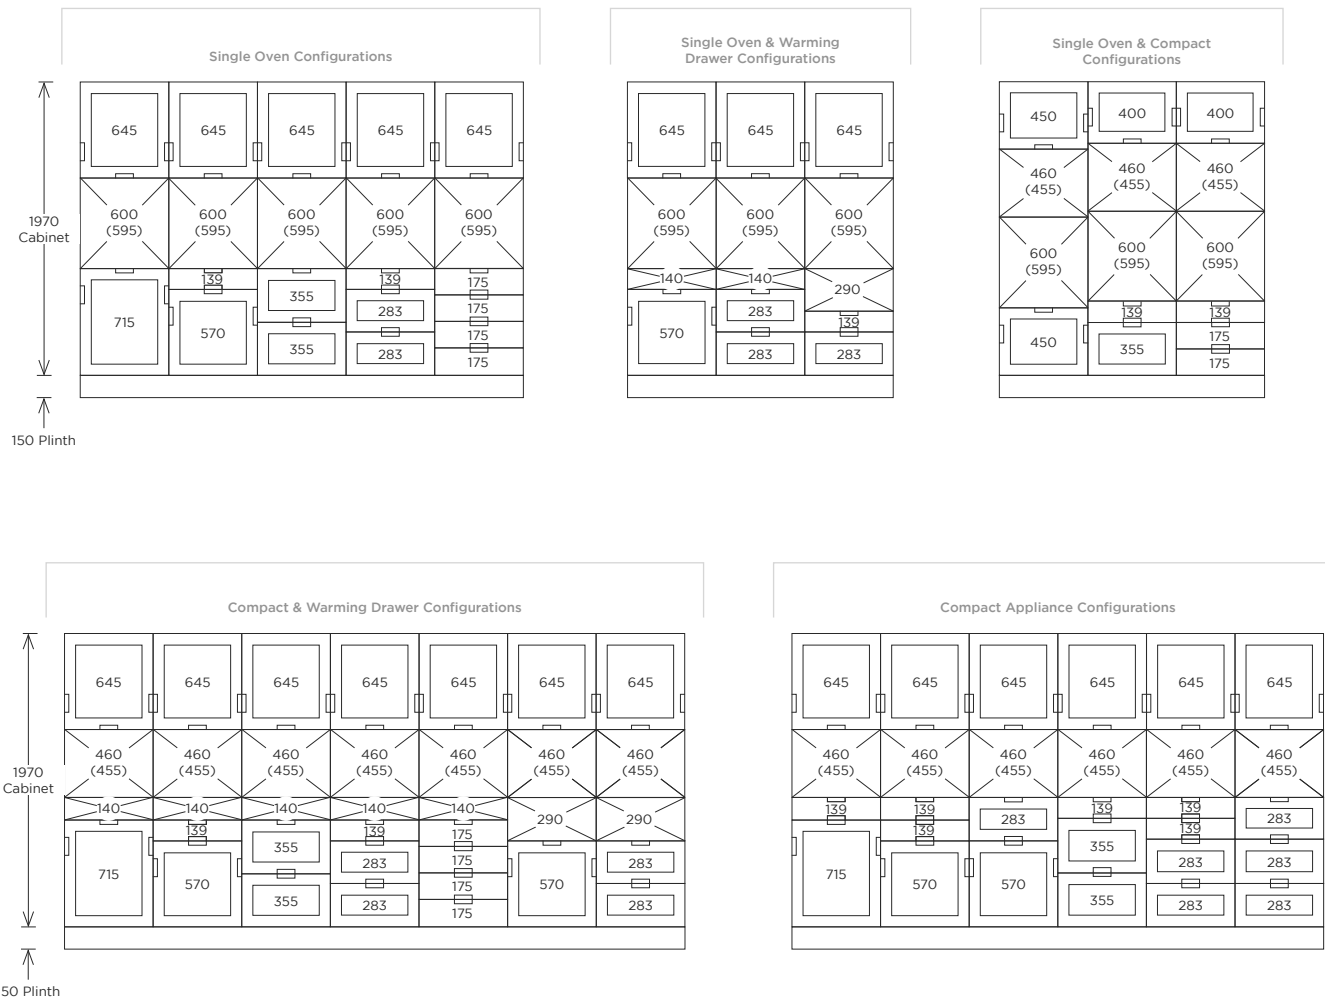 Single Oven Configurations
645 645 645 645 645
600 600 600 600 600
(595) (595) (595) (595) (595)
139 139 175
355 283 175
715 570 175
355 283 175
1970
Cabinet
150 Plinth
Single Oven & Warming
Drawer Configurations
645 645 645
600 600 600
(595) (595) (595)
140 140 290
283 139
570 283 283
Single Oven & Compact
Configurations
450 400 400
460 460 460
(455) (455) (455)
600 600 600
(595) (595) (595)
139 139
450 355 175
175
Compact & Warming Drawer Configurations
645 645 645 645 645 645 645
460 460 460 460 460 460 460
(455) (455) (455) (455) (455) (455) (455)
140 140 140 140 140 290 290
139 139 175
355 283 175 283
715 570 175 570
355 283 175 283
1970
Cabinet
50 Plinth
Compact Appliance Configurations
645 645 645 645 645 645
460 460 460 460 460 460
(455) (455) (455) (455) (455) (455)
139 139 283 139 139 283
139 139
355 283 283
715 570 570
355 283 283